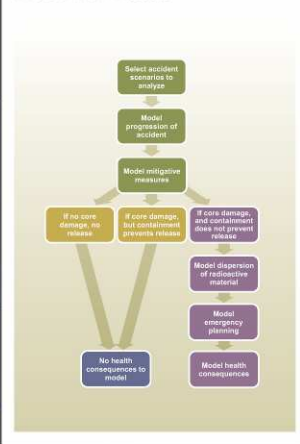 Select accident
scenarios to
analyze
Model
progression of
accident
Model mitigative
measures
If no core
damage, no
release
If core damage,
but containment
prevents release
If core damage,
and containment
does not prevent
release
Model dispersion
of radioactive
material
Model
emergency
planning
No health
consequences to
model
Model health
consequences